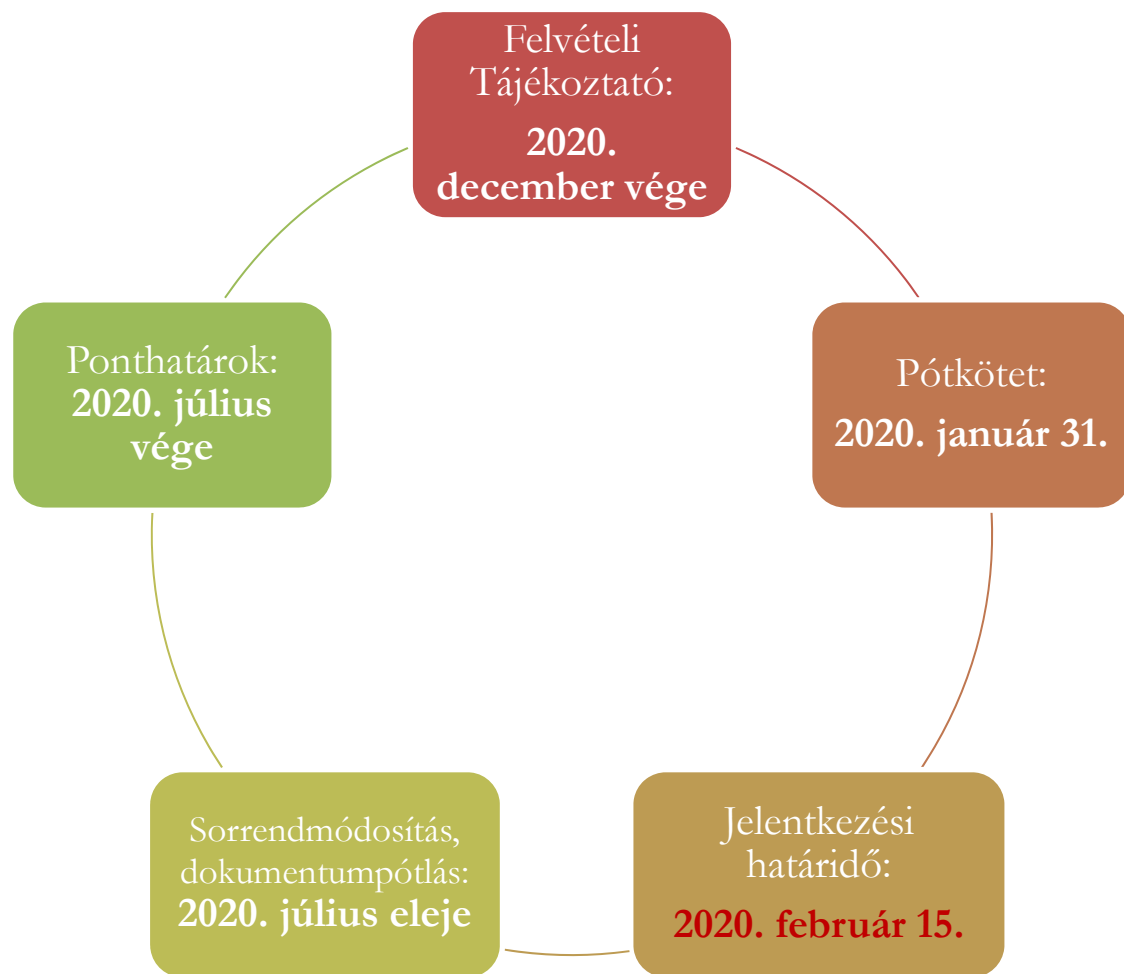 Felvételi
Tájékoztató:
2020.
december vége
Pótkötet:
2020. január 31.
Jelentkezési
határidő:
2020. február 15.
Sorrendmódosítás,
dokumentumpótlás:
2020. július eleje
Ponthatárok:
2020. július
vége